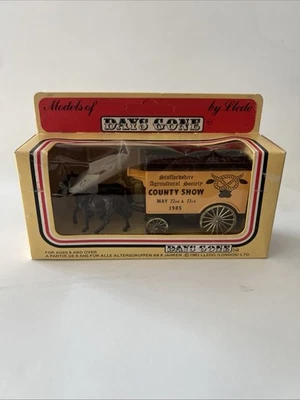 Models of DAYS GONE by Lledo
Staffordshire
Agricultural Society
COUNTY SHOW
MAY 22nd & 23rd
1985
DAYS GONE
FOR AGES 5 AND OVER
A PARTIR DE 5 ANS FÜR ALLE ALTERSGRUPPEN AB 5 JAHREN. © 1983 LLEDO (LONDON) LTD.